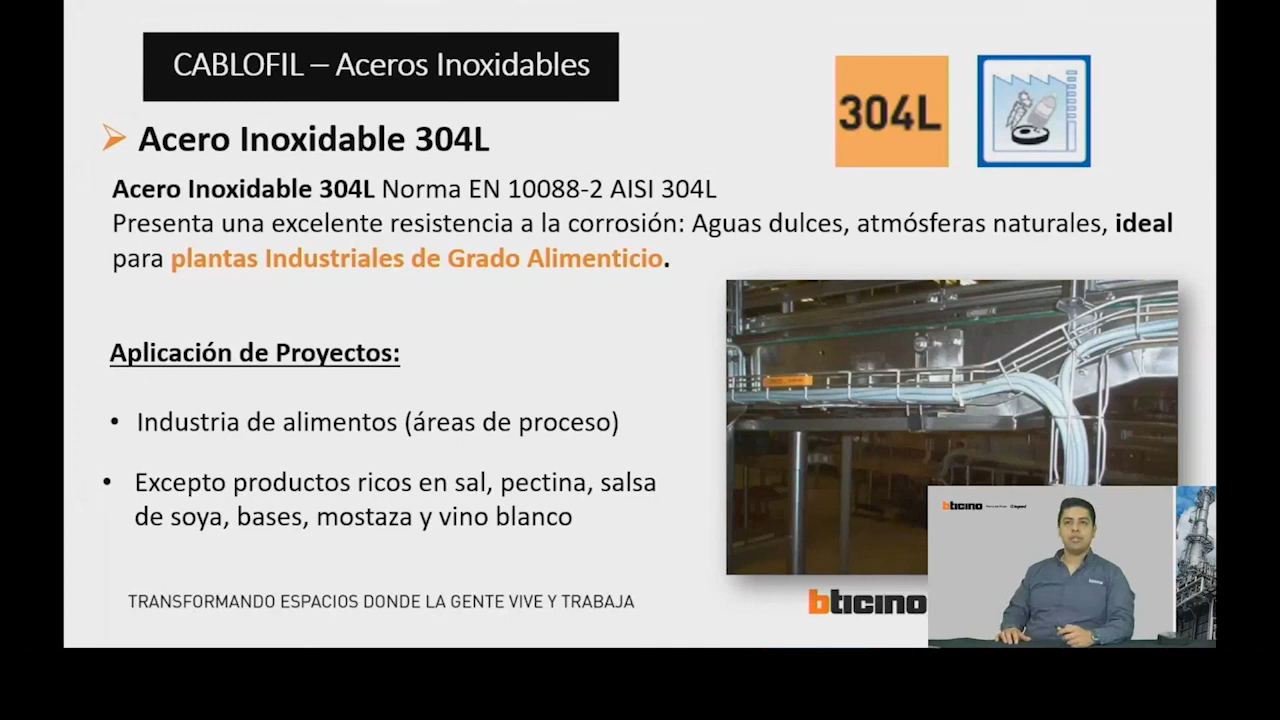 CABLOFIL – Aceros Inoxidables
304L
Acero Inoxidable 304L
Acero Inoxidable 304L Norma EN 10088-2 AISI 304L
Presenta una excelente resistencia a la corrosión: Aguas dulces, atmósferas naturales, ideal
para plantas Industriales de Grado Alimenticio.
Aplicación de Proyectos:
• Industria de alimentos (áreas de proceso)
• Excepto productos ricos en sal, pectina, salsa
de soya, bases, mostaza y vino blanco
TRANSFORMANDO ESPACIOS DONDE LA GENTE VIVE Y TRABAJA
bticino
bticino
legrand